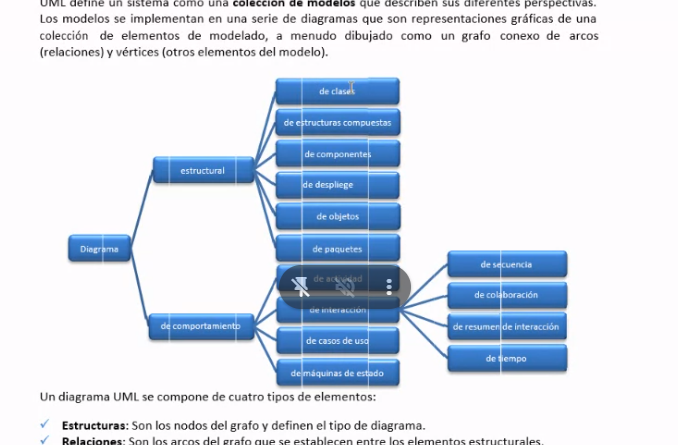 UML define un sistema como una colección de modelos que describen sus diferentes perspectivas.
Los modelos se implementan en una serie de diagramas que son representaciones gráficas de una
colección de elementos de modelado, a menudo dibujado como un grafo conexo de arcos
(relaciones) y vértices (otros elementos del modelo).
Diagrama
estructural
de clases
de estructuras compuestas
de componentes
de despliege
de objetos
de paquetes
de comportamiento
de actividad
de interacción
de casos de uso
de máquinas de estado
de secuencia
de colaboración
de resumen de interacción
de tiempo
Un diagrama UML se compone de cuatro tipos de elementos:
✓ Estructuras: Son los nodos del grafo y definen el tipo de diagrama.
✓ Relaciones: Son los arcos del grafo que se establecen entre los elementos estructurales.